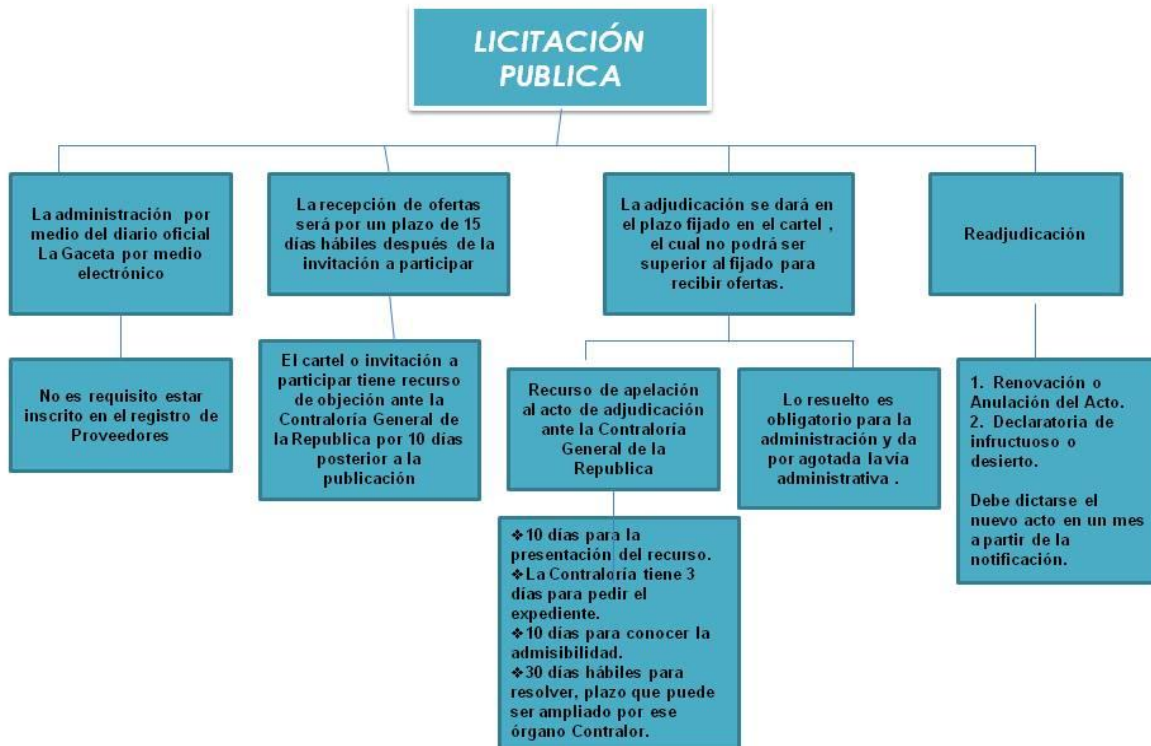 LICITACIÓN
PUBLICA
La administración por
medio del diario oficial
La Gaceta por medio
electrónico
No es requisito estar
inscrito en el registro de
Proveedores
La recepción de ofertas
será por un plazo de 15
días hábiles después de la
invitación a participar
El cartel o invitación a
participar tiene recurso
de objeción ante la
Contraloría General de
la Republica por 10 días
posterior a la
publicación
La adjudicación se dará en
el plazo fijado en el cartel ,
el cual no podrá ser
superior al fijado para
recibir ofertas.
Recurso de apelación
al acto de adjudicación
ante la Contraloría
General de la
Republica
❖10 días para la
presentación del recurso.
❖La Contraloría tiene 3
días para pedir el
expediente.
❖10 días para conocer la
admisibilidad.
❖30 días hábiles para
resolver, plazo que puede
ser ampliado por ese
órgano Contralor.
Lo resuelto es
obligatorio para la
administración y da
por agotada la vía
administrativa .
Readjudicación
1. Renovación o
Anulación del Acto.
2. Declaratoria de
infructuoso o
desierto.
Debe dictarse el
nuevo acto en un mes
a partir de la
notificación.